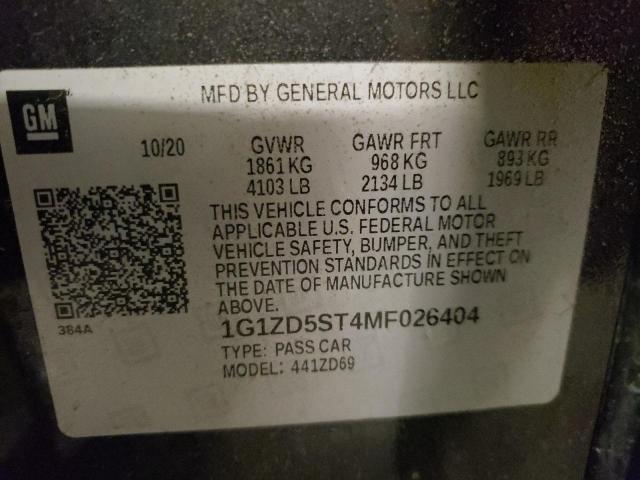 GM
MFD BY GENERAL MOTORS LLC
10/20 GVWR GAWR FRT GAWR RR
1861 KG 968 KG 893 KG
4103 LB 2134 LB 1969 LB
THIS VEHICLE CONFORMS TO ALL
APPLICABLE U.S. FEDERAL MOTOR
VEHICLE SAFETY, BUMPER, AND THEFT
PREVENTION STANDARDS IN EFFECT ON
THE DATE OF MANUFACTURE SHOWN
ABOVE.
384A
1G1ZD5ST4MF026404
TYPE: PASS CAR
MODEL: 441ZD69